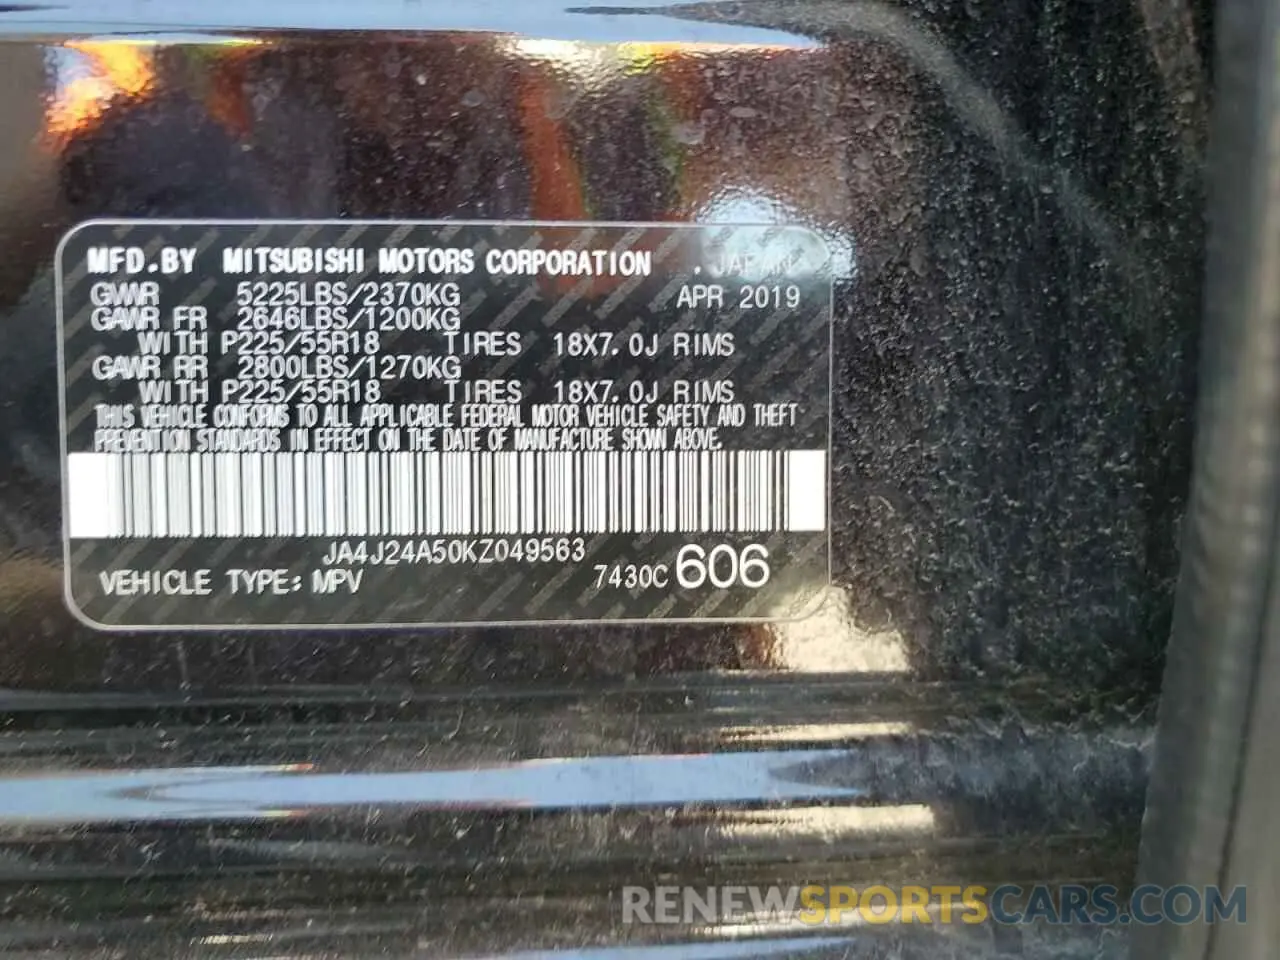 MFD.BY MITSUBISHI MOTORS CORPORATION . JAPAN
GVWR 5225LBS/2370KG APR 2019
GAWR FR 2646LBS/1200KG
WITH P225/55R18 TIRES 18X7.0J RIMS
GAWR RR 2800LBS/1270KG
WITH P225/55R18 TIRES 18X7.0J RIMS
THIS VEHICLE CONFORMS TO ALL APPLICABLE FEDERAL MOTOR VEHICLE SAFETY AND THEFT
PREVENTION STANDARDS IN EFFECT ON THE DATE OF MANUFACTURE SHOWN ABOVE.
JA4J24A50KZ049563
VEHICLE TYPE: MPV 7430C 606
RENEWSPORTSCARS.COM